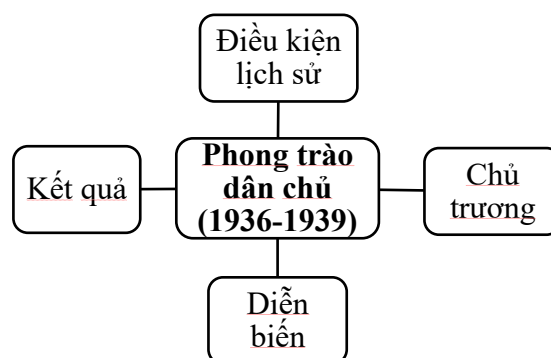 Điều kiện
lịch sử
Kết quả
Phong trào
dân chủ
(1936-1939)
Chủ
trương
Diễn
biến